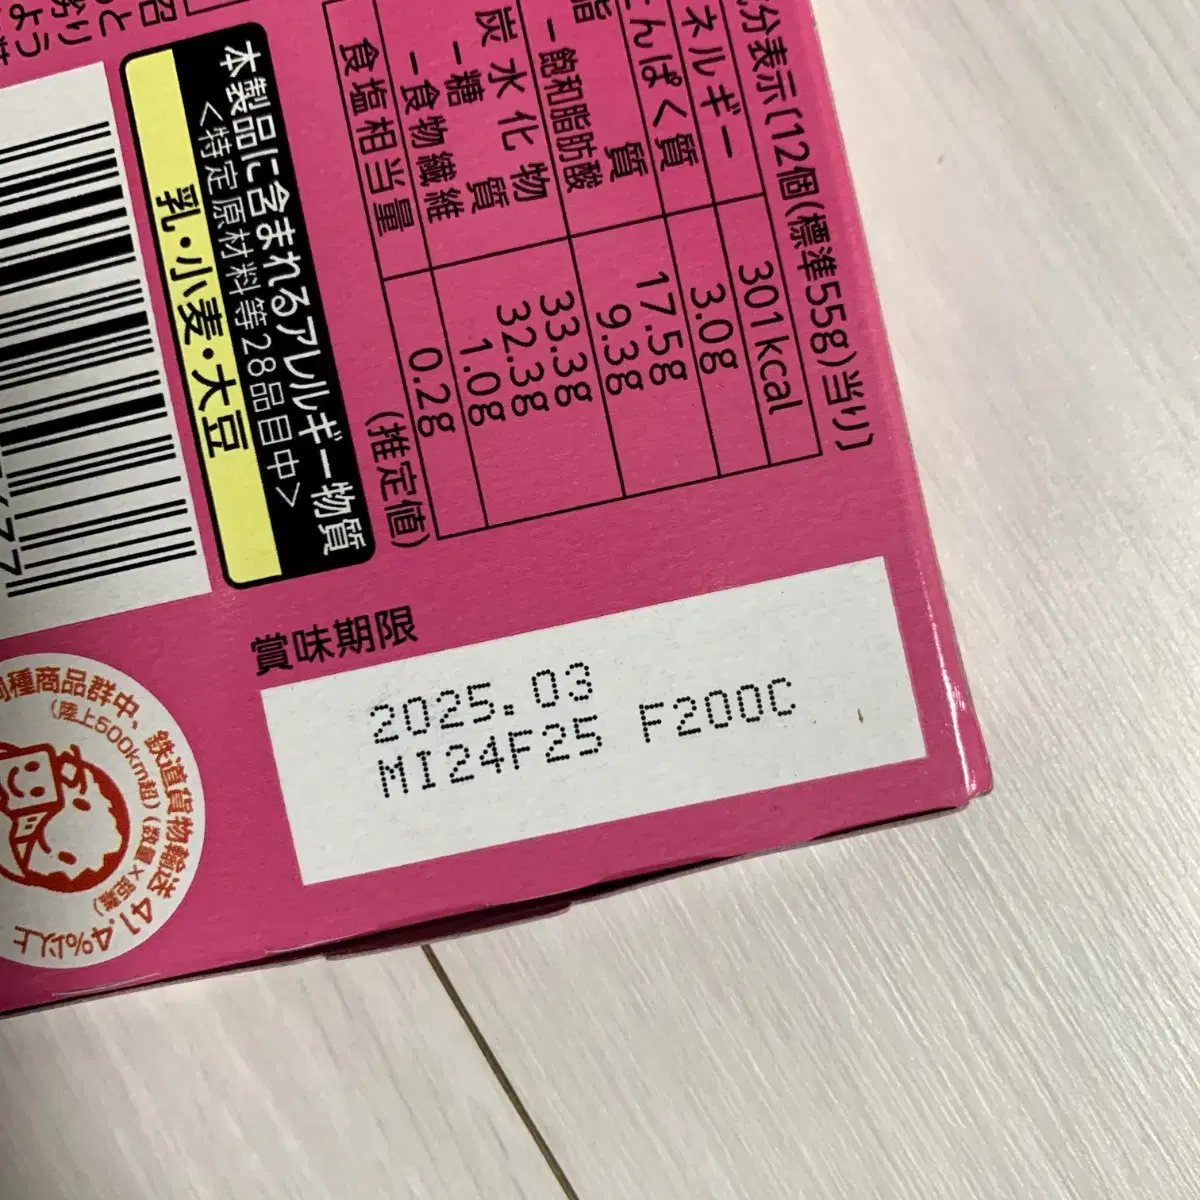 分表示〔12個(標準55g)当り〕
ネルギー 301kcal
んぱく質 3.0g
質 17.5g
－飽和脂肪酸 9.3g
炭水化物 33.3g
－糖質 32.3g
－食物繊維 1.0g
食塩相当量 0.2g
(推定値)
本製品に含まれるアレルギー物質
<特定原材料等28品目中>
乳・小麦・大豆
賞味期限
2025.03
MI24F25 F200C
同種商品群中、鉄道貨物輸送 41.4%以上
(陸上500km超)(数量×距離)